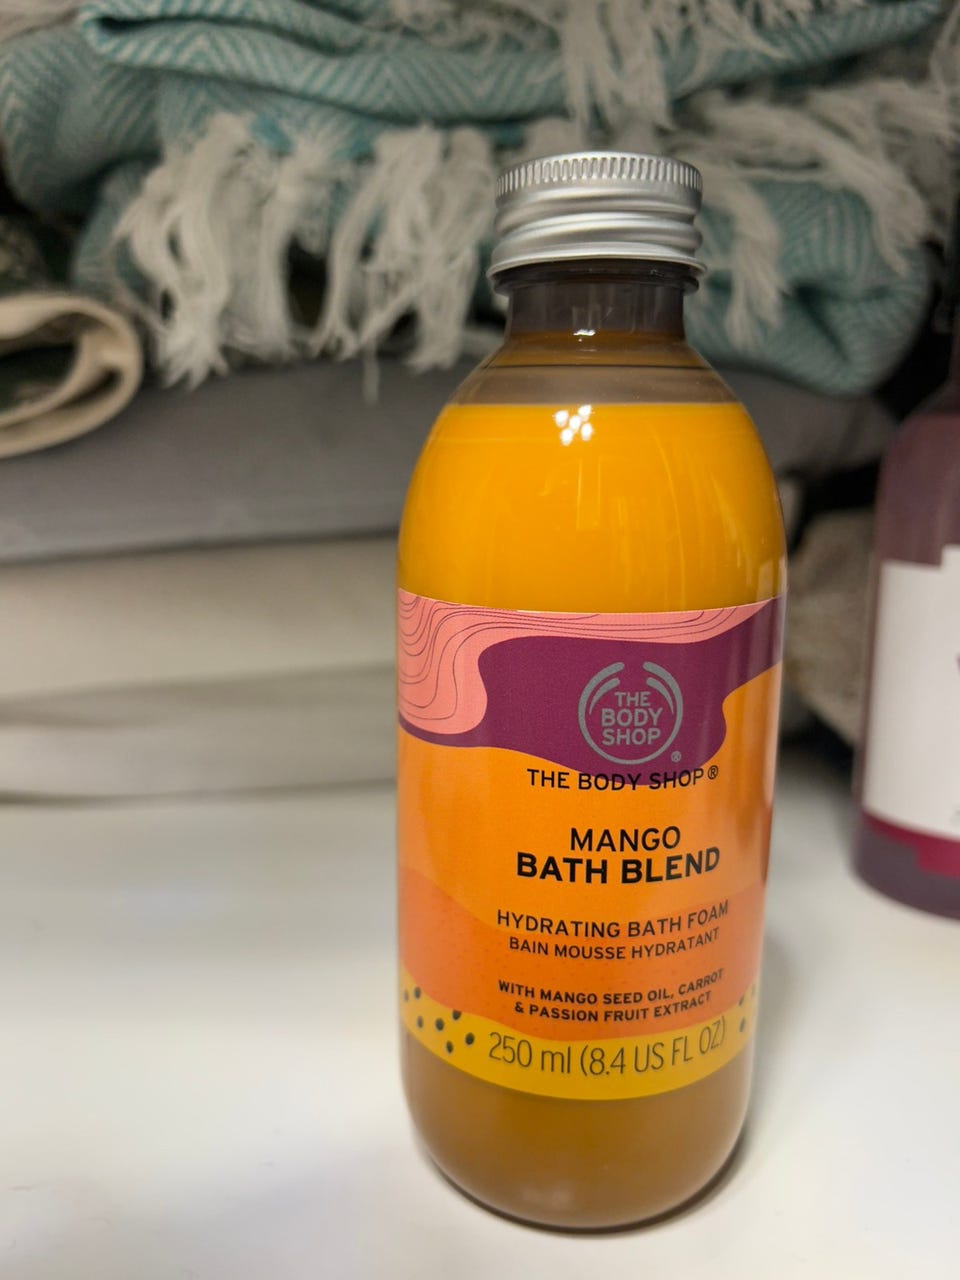 THE
BODY
SHOP
®
THE BODY SHOP®
MANGO
BATH BLEND
HYDRATING BATH FOAM
BAIN MOUSSE HYDRATANT
WITH MANGO SEED OIL, CARROT
& PASSION FRUIT EXTRACT
250 ml (8.4 US FL OZ)